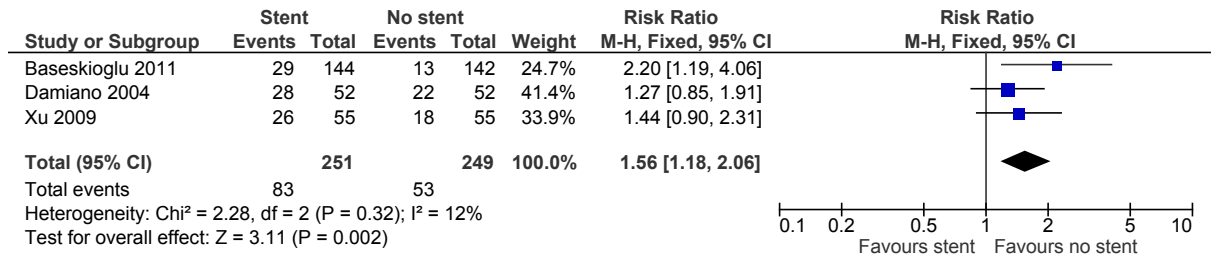 Stent No stent Risk Ratio Risk Ratio
Study or Subgroup Events Total Events Total Weight M-H, Fixed, 95% CI M-H, Fixed, 95% CI
Baseskioglu 2011 29 144 13 142 24.7% 2.20 [1.19, 4.06]
Damiano 2004 28 52 22 52 41.4% 1.27 [0.85, 1.91]
Xu 2009 26 55 18 55 33.9% 1.44 [0.90, 2.31]
Total (95% CI) 251 249 100.0% 1.56 [1.18, 2.06]
Total events 83 53
Heterogeneity: Chi² = 2.28, df = 2 (P = 0.32); I² = 12%
Test for overall effect: Z = 3.11 (P = 0.002)
0.1 0.2 0.5 1 2 5 10
Favours stent Favours no stent